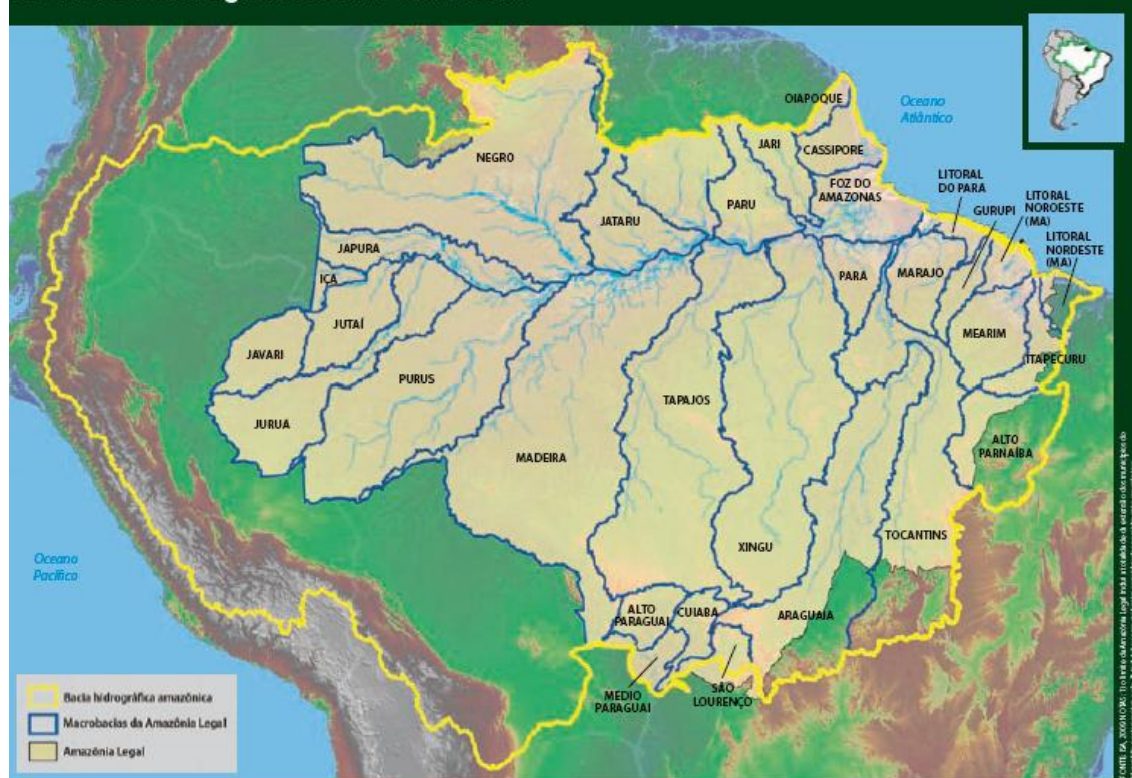 OIAPOQUE
Oceano
Atlântico
JARI
CASSIPORE
NEGRO
LITORAL
DO PARA
FOZ DO
AMAZONAS
GURUPI
LITORAL
NOROESTE
(MA)
PARU
JATARU
LITORAL
NORDESTE
(MA)
JAPURA
PARA
MARAJO
IÇA
JUTAÍ
MEARIM
JAVARI
ITAPECURU
PURUS
TAPAJOS
JURUA
ALTO
PARNAÍBA
MADEIRA
TOCANTINS
XINGU
Oceano
Pacífico
ALTO
PARAGUAI
CUIABA
ARAGUAIA
MEDIO
PARAGUAI
SÃO
LOURENÇO
Bacia hidrográfica amazônica
Macrobacias da Amazônia Legal
Amazônia Legal